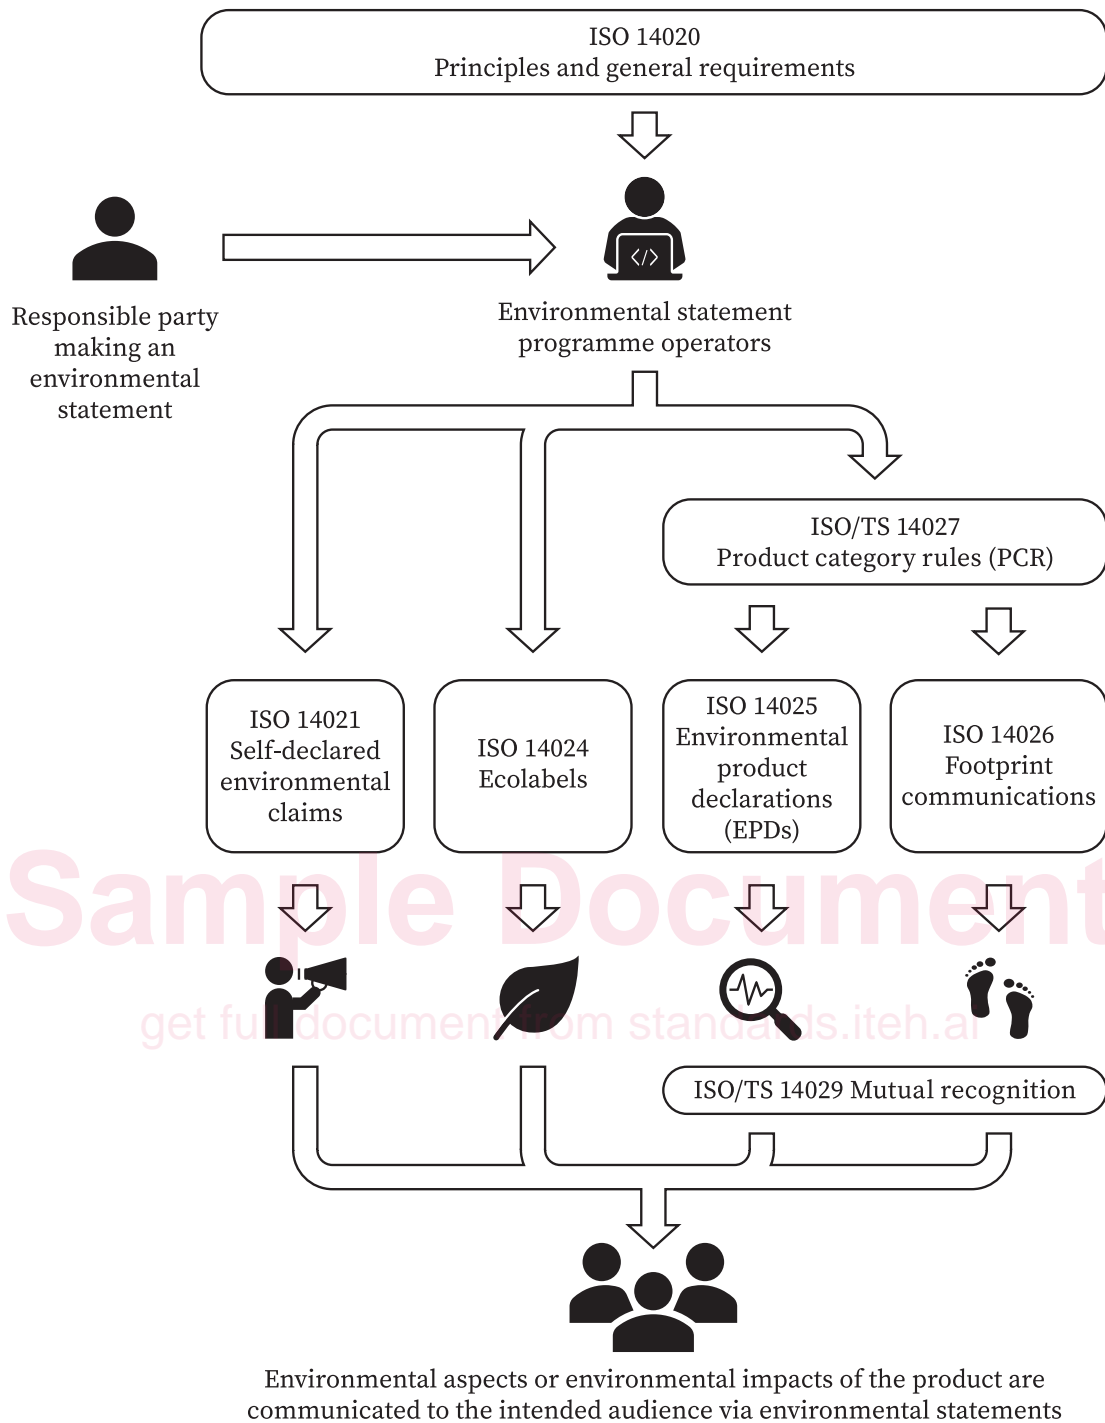 ISO 14020
Principles and general requirements
</>
Responsible party
making an
environmental
statement
Environmental statement
programme operators
ISO/TS 14027
Product category rules (PCR)
ISO 14021
Self-declared
environmental
claims
ISO 14024
Ecolabels
ISO 14025
Environmental
product
declarations
(EPDs)
ISO 14026
Footprint
communications
Sample Document
get full document from standards.iteh.ai
ISO/TS 14029 Mutual recognition
Environmental aspects or environmental impacts of the product are
communicated to the intended audience via environmental statements